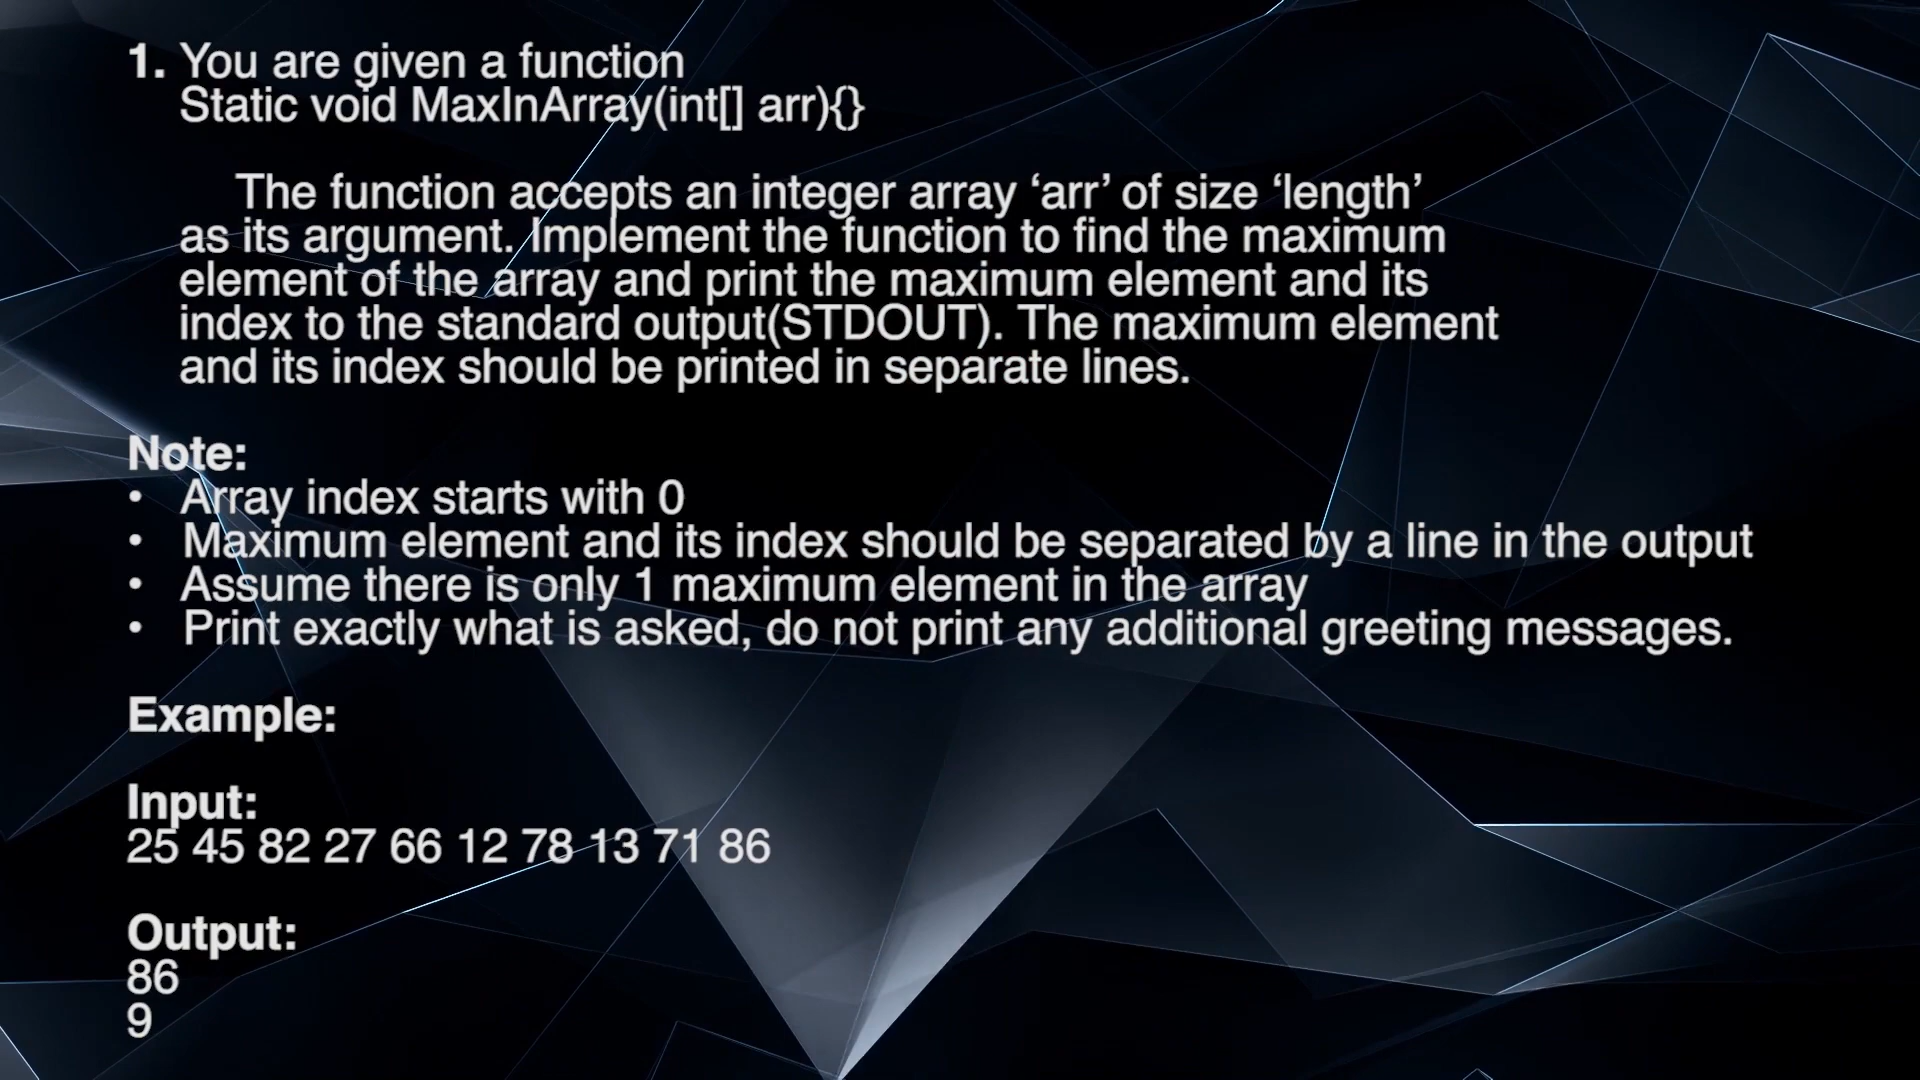 1. You are given a function
Static void MaxInArray(int[] arr){}
The function accepts an integer array ‘arr’ of size ‘length’
as its argument. Implement the function to find the maximum
element of the array and print the maximum element and its
index to the standard output(STDOUT). The maximum element
and its index should be printed in separate lines.
Note:
• Array index starts with 0
• Maximum element and its index should be separated by a line in the output
• Assume there is only 1 maximum element in the array
• Print exactly what is asked, do not print any additional greeting messages.
Example:
Input:
25 45 82 27 66 12 78 13 71 86
Output:
86
9